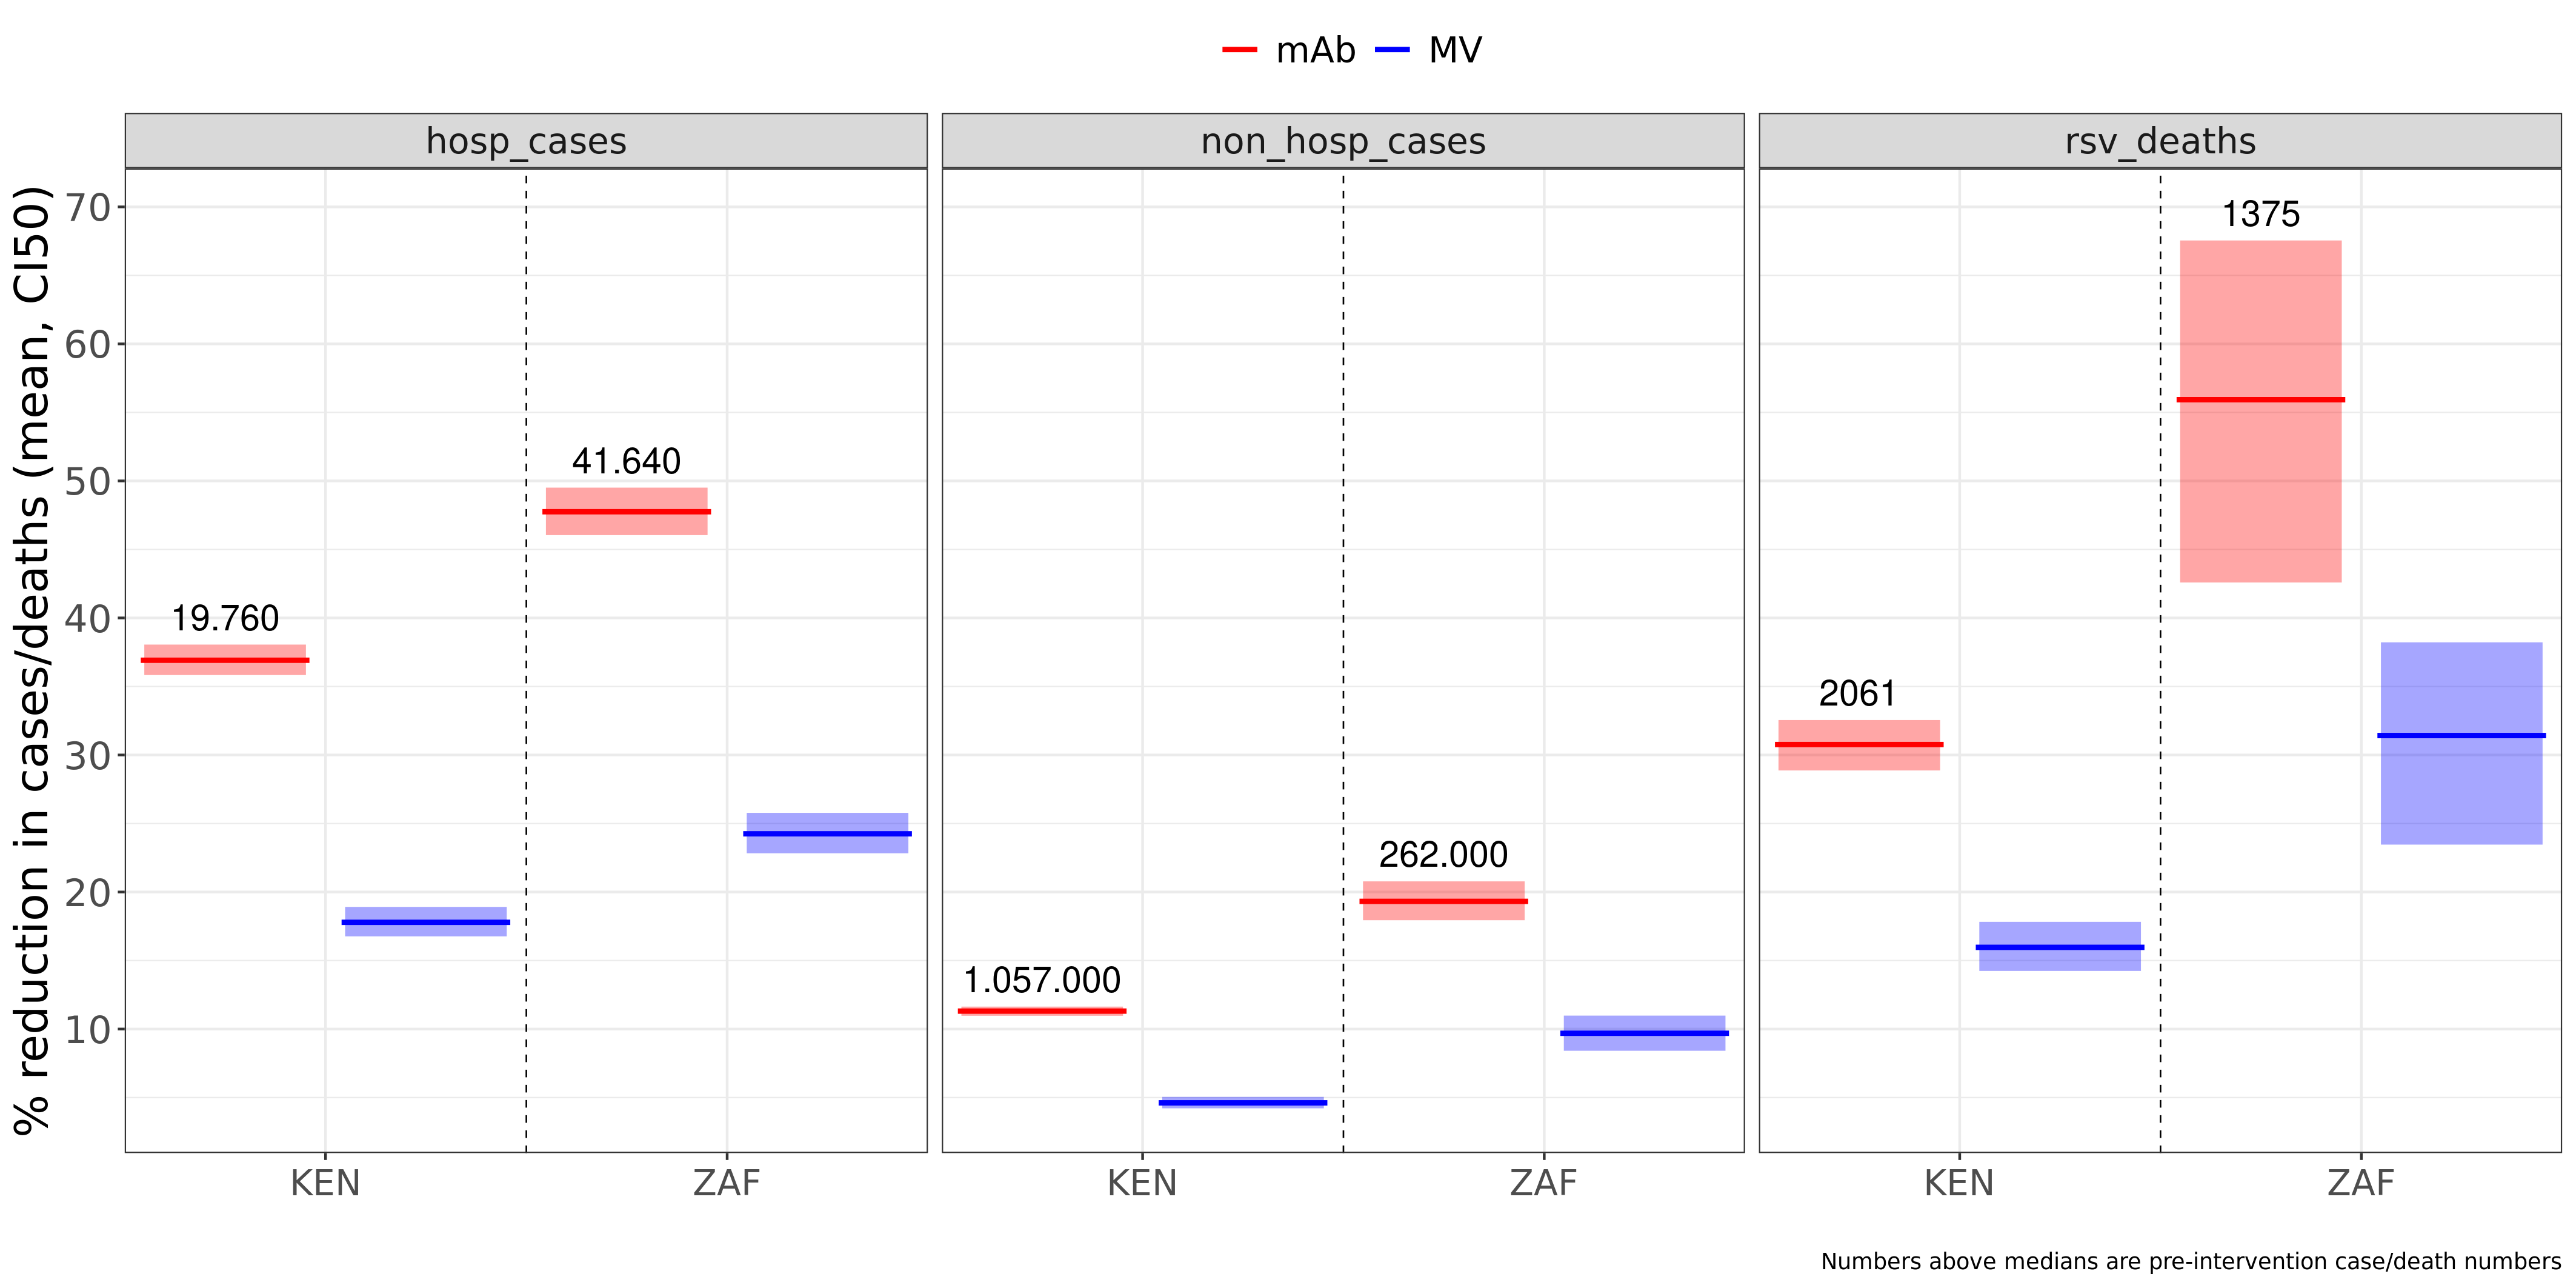 mAb MV
hosp_cases non_hosp_cases rsv_deaths
% reduction in cases/deaths (mean, CI50)
70
60
50
40
30
20
10
19.760
41.640
1.057.000
262.000
2061
1375
KEN ZAF KEN ZAF KEN ZAF
Numbers above medians are pre-intervention case/death numbers